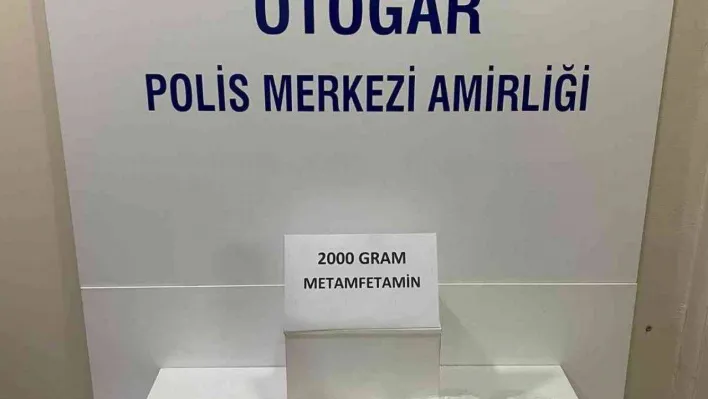 OTOGAR
POLİS MERKEZİ AMİRLİĞİ
2000 GRAM
METAMFETAMİN